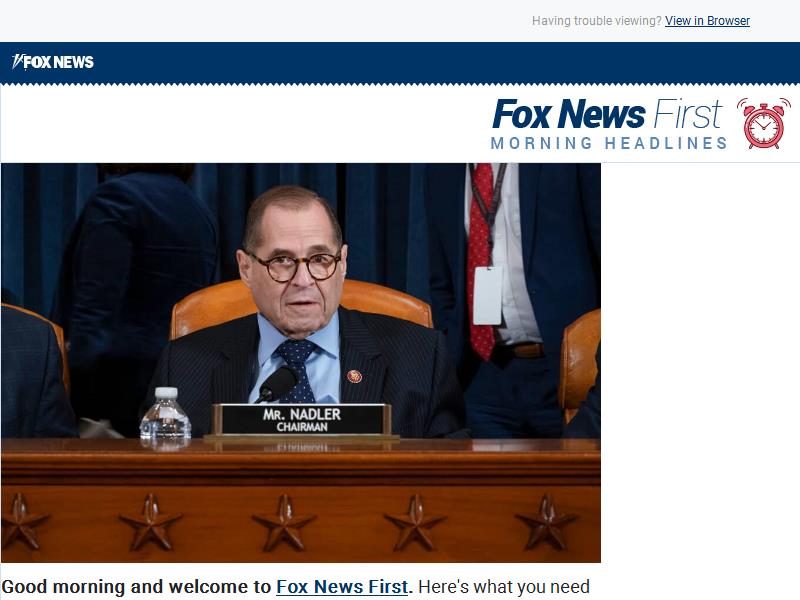 Having trouble viewing? View in Browser
FOX NEWS
Fox News First
MORNING HEADLINES
MR. NADLER
CHAIRMAN
Good morning and welcome to Fox News First. Here's what you need